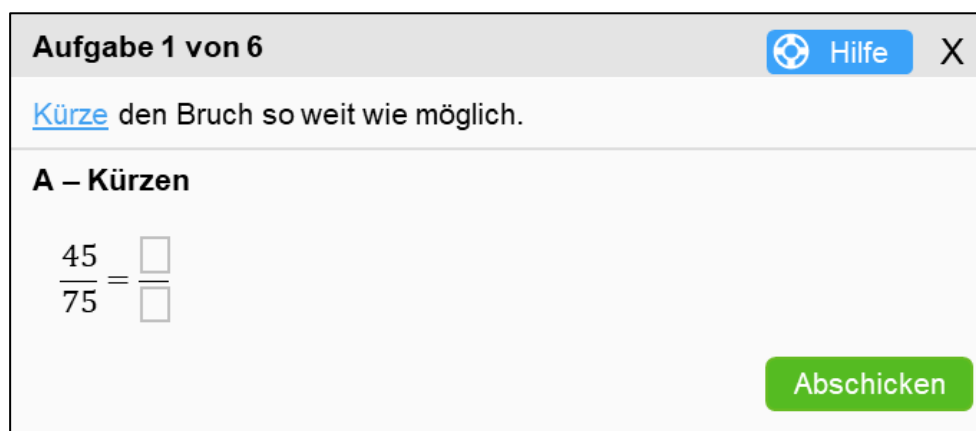 Aufgabe 1 von 6
Hilfe X
Kürze den Bruch so weit wie möglich.
A – Kürzen
45/75 =
Abschicken